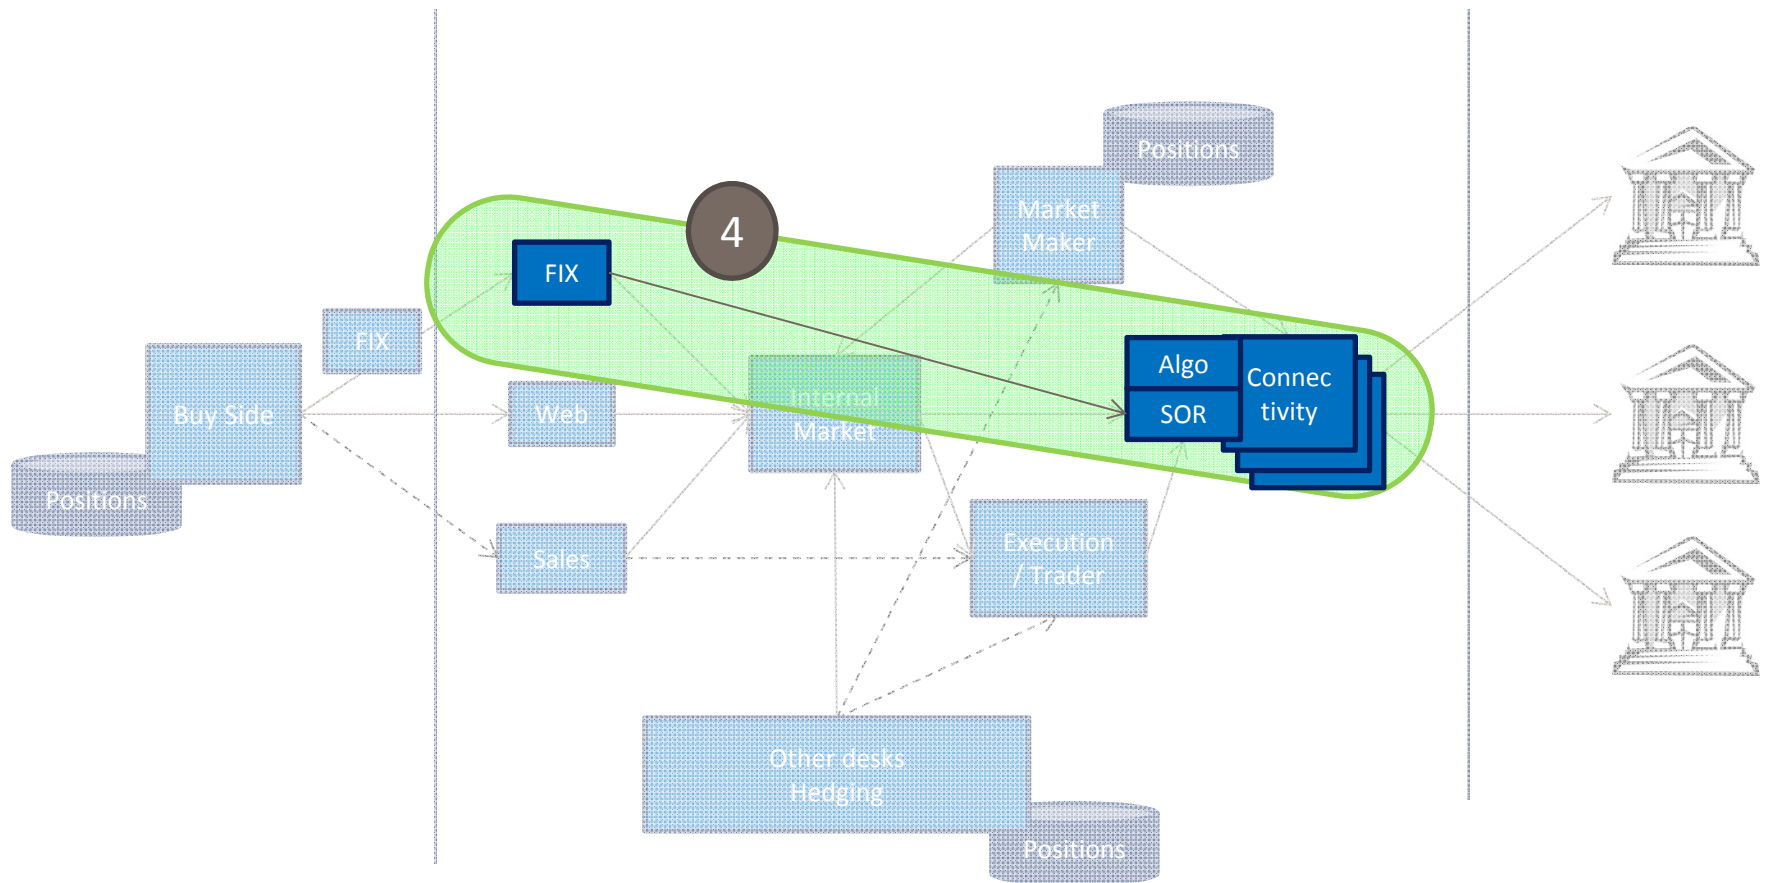 Positions
4
Market
Maker
FIX
FIX
Algo
SOR
Connec
tivity
Buy Side
Web
Internal
Market
Positions
Sales
Execution
/ Trader
Other desks
Hedging
Positions